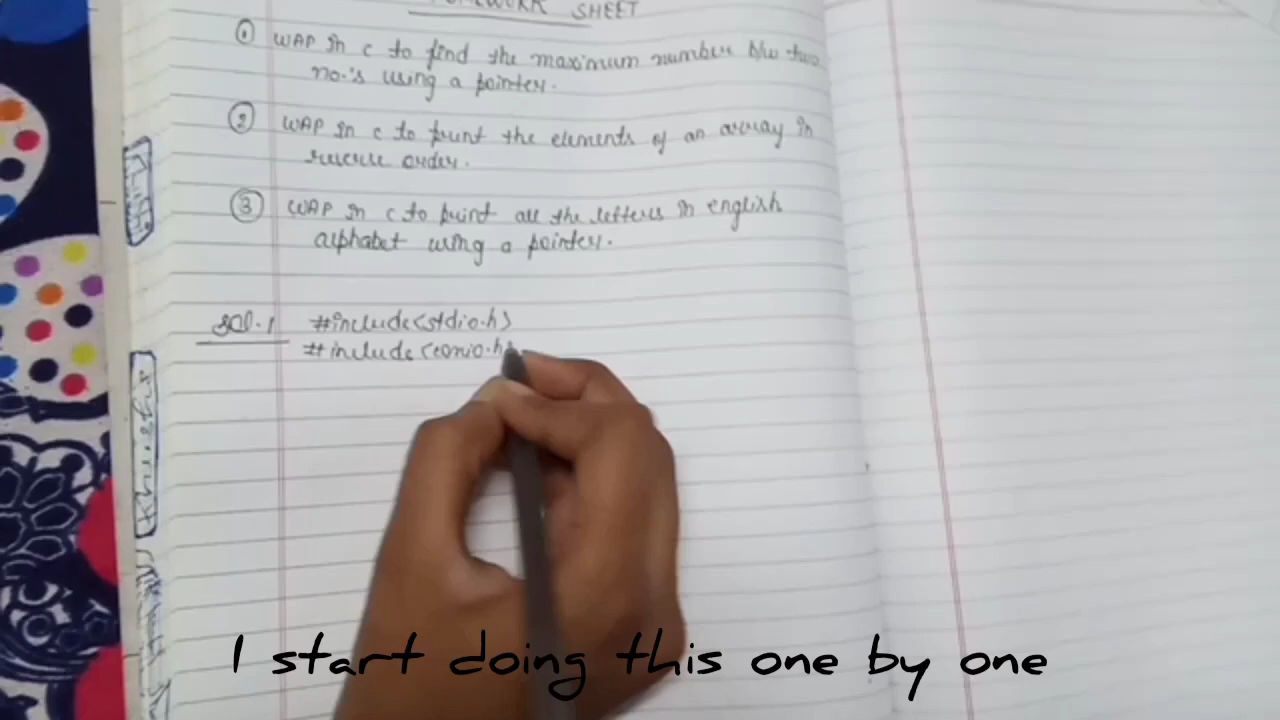 HOMEWORK SHEET
① WAP in c to find the maximum number b/w two
no.'s using a pointer.
② WAP in c to print the elements of an array in
reverse order.
③ WAP in c to print all the letters in english
alphabet using a pointer.
Sol.1 #include<stdio.h>
#include<conio.h>
I start doing this one by one